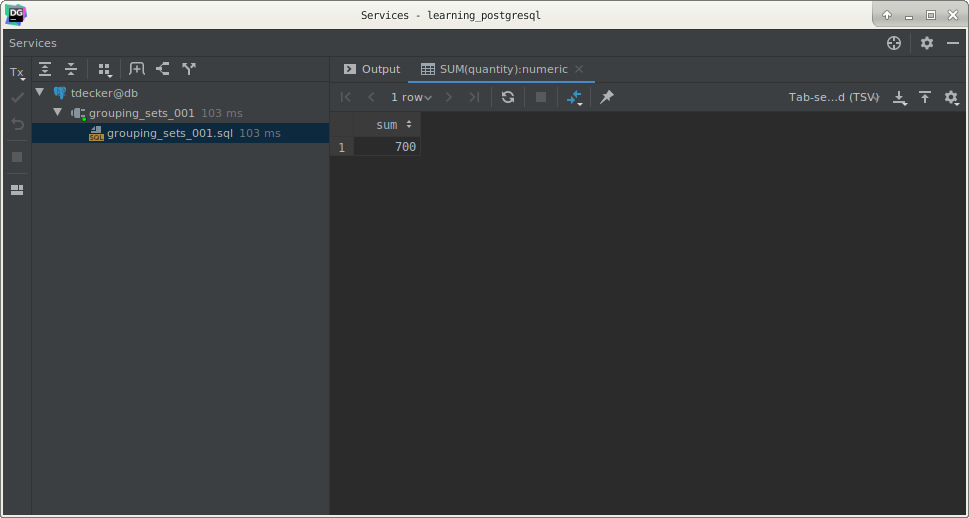 DG
Services - learning_postgresql
Services
Tx
tdecker@db
grouping_sets_001 103 ms
SQL
grouping_sets_001.sql 103 ms
Output
SUM(quantity):numeric
1 row
Tab-se...d (TSV)
sum
1
700